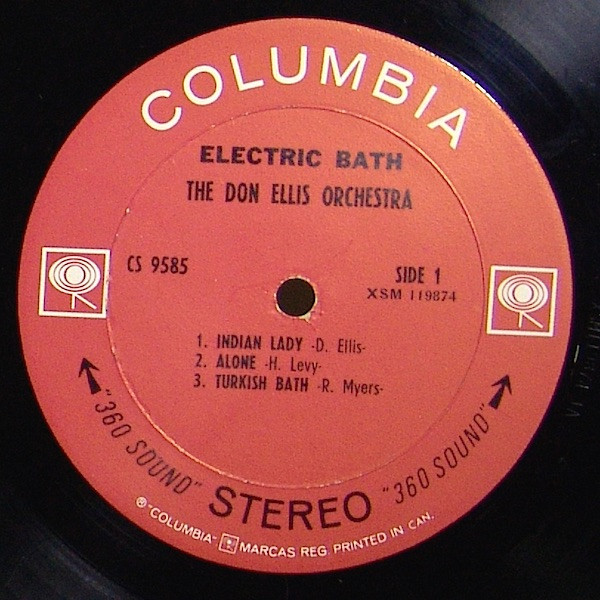 COLUMBIA
ELECTRIC BATH
THE DON ELLIS ORCHESTRA
CS 9585
SIDE 1
XSM 119874
1. INDIAN LADY -D. Ellis-
2. ALONE -H. Levy-
3. TURKISH BATH -R. Myers-
"360 SOUND" STEREO "360 SOUND"
® "COLUMBIA" MARCAS REG. PRINTED IN CAN.